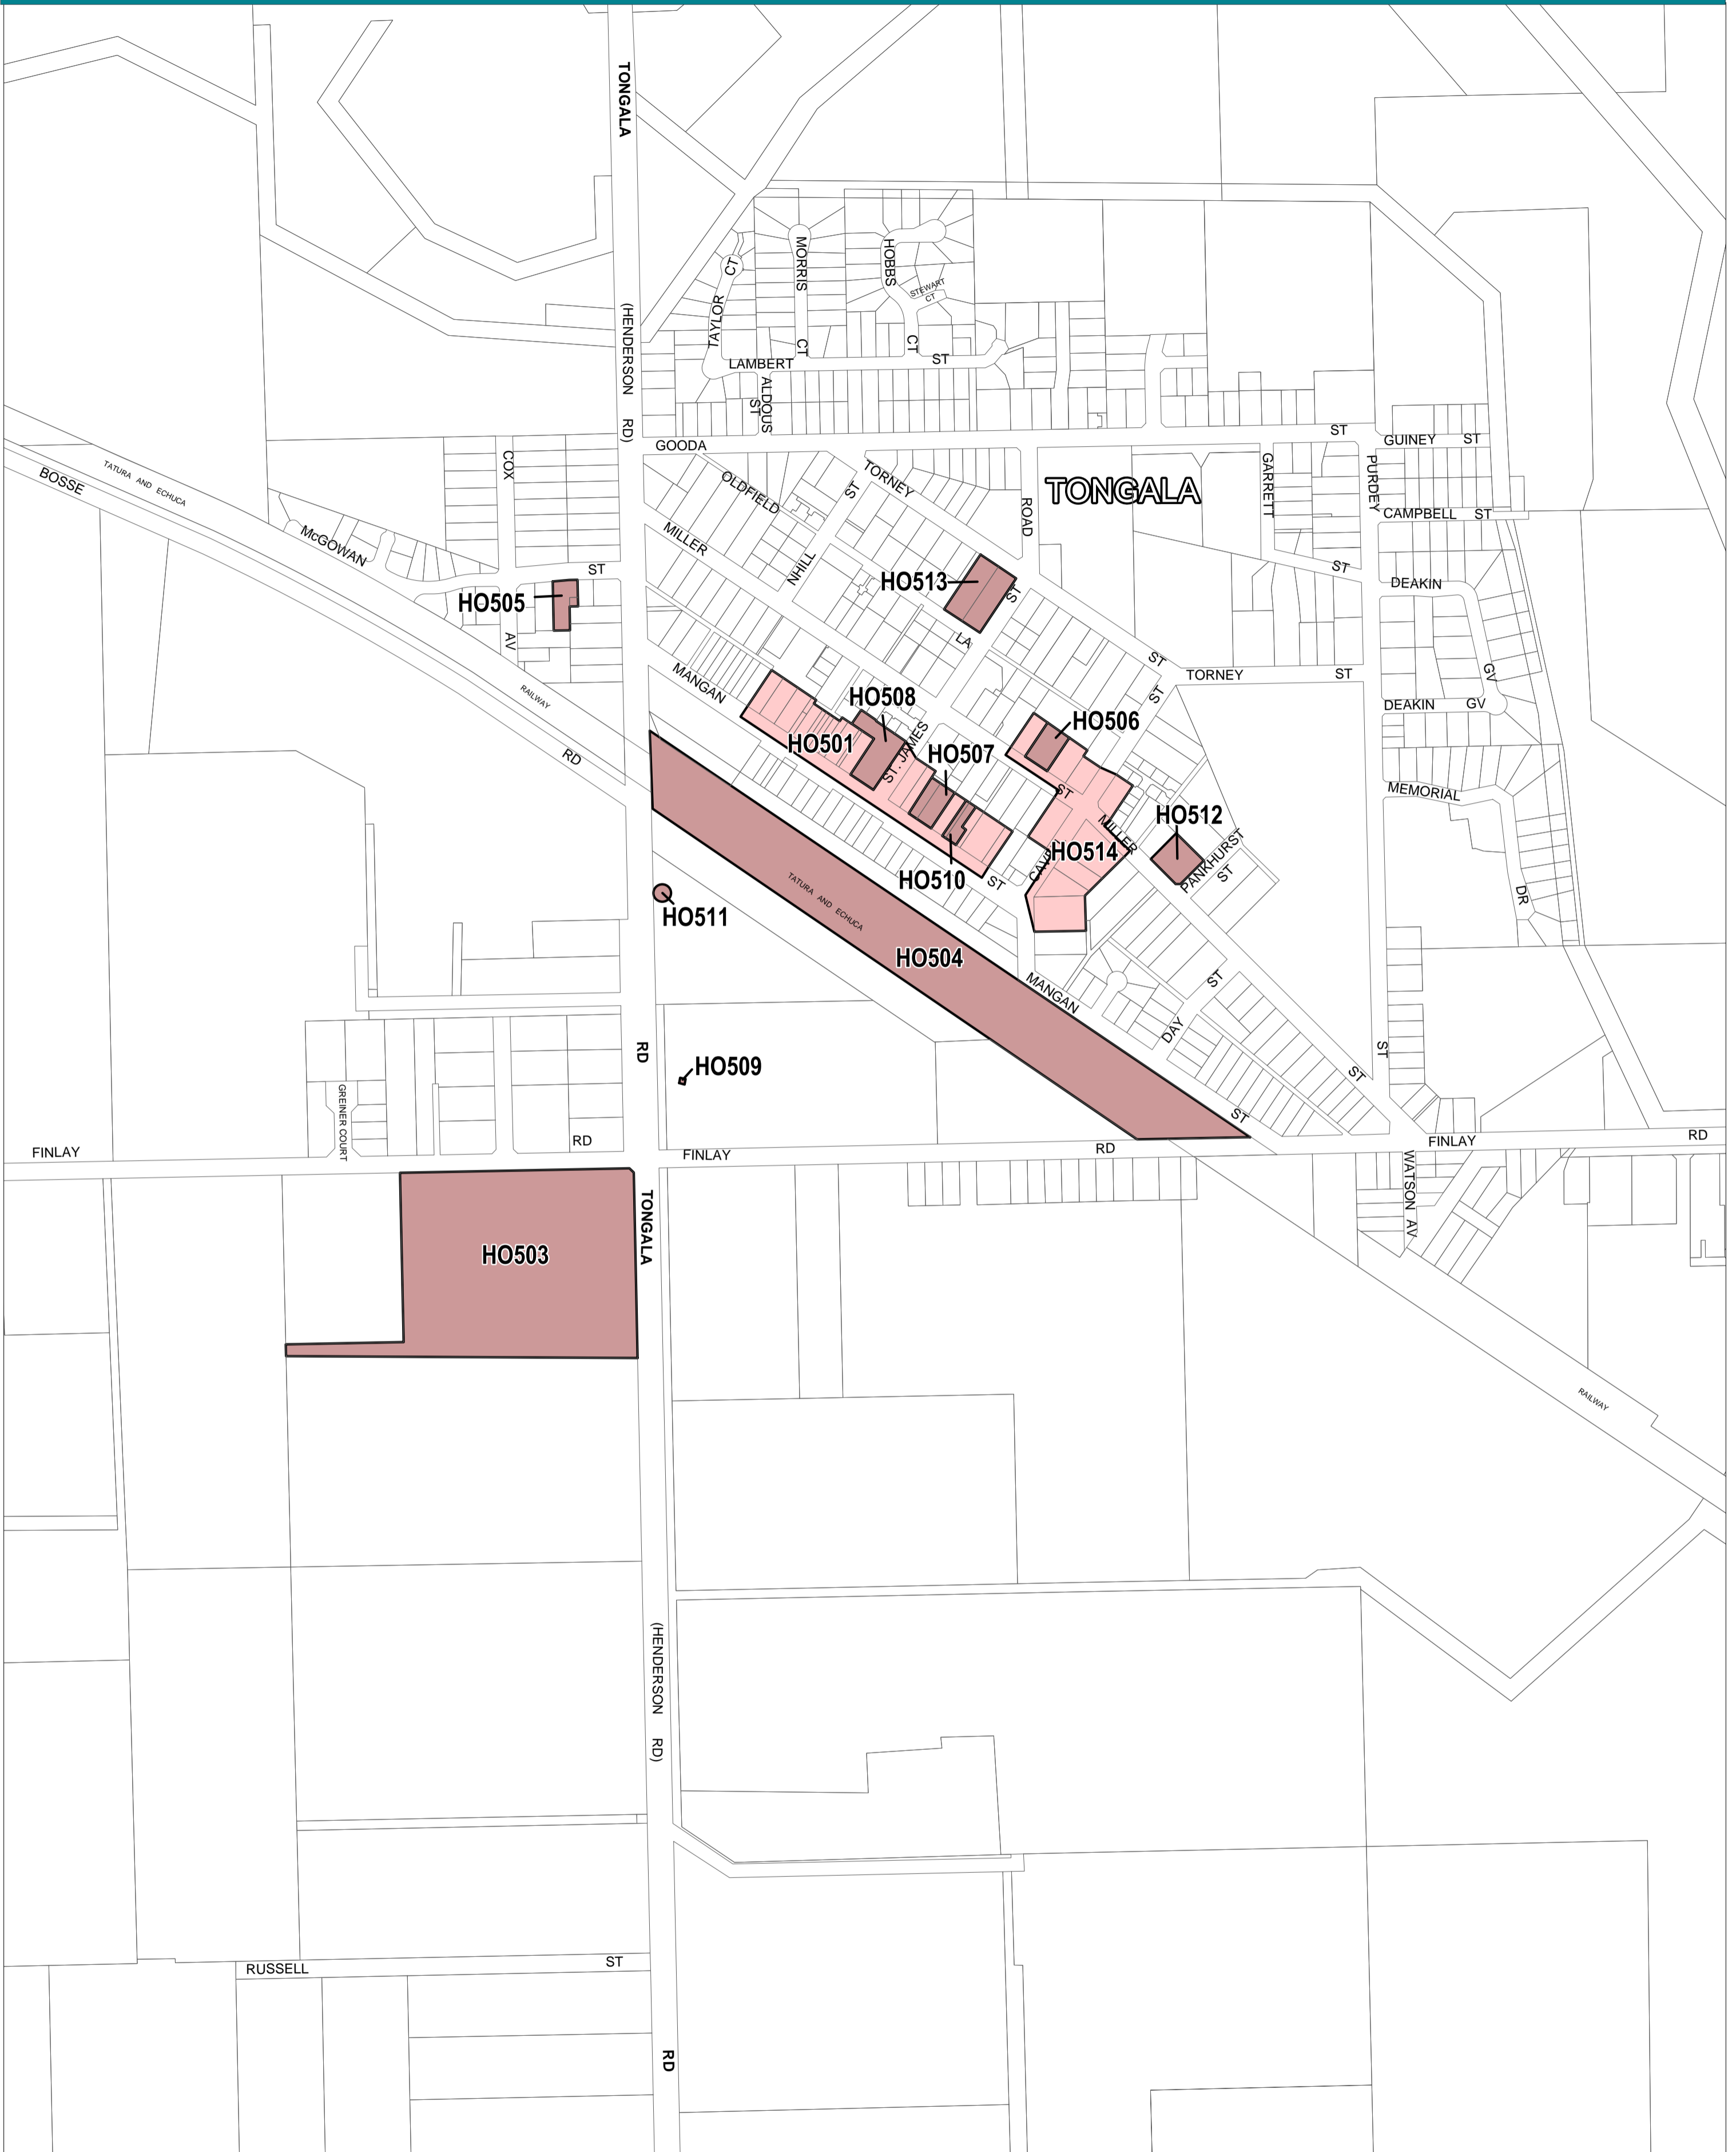 TONGALA
(HENDERSON RD)
TAYLOR CT
MORRIS CT
HOBBS CT
STEWART CT
LAMBERT ST
ALDOUS ST
GOODA ST
GUINEY ST
COX AV
TATURA AND ECHUCA
BOSSE
OLDFIELD
TORNEY
NHILL ST
ROAD
TONGALA
GARRETT
PURDEY
CAMPBELL ST
McGOWAN ST
MILLER
HO505
HO513
ST
LA
ST
DEAKIN
GV
ST
TORNEY ST
DEAKIN GV
MANGAN
RAILWAY
RD
HO508
HO501
ST. JAMES
HO507
HO506
ST
ST
MEMORIAL
DR
HO512
PANKHURST ST
MILLER
HO514
CAVE
HO510
ST
HO511
TATURA AND ECHUCA
HO504
MANGAN
ST
DAY
ST
ST
RD
HO509
GREINER COURT
ST
FINLAY RD
FINLAY RD
FINLAY RD
WATSON AV
TONGALA
HO503
RAILWAY
(HENDERSON RD)
RUSSELL ST
RD